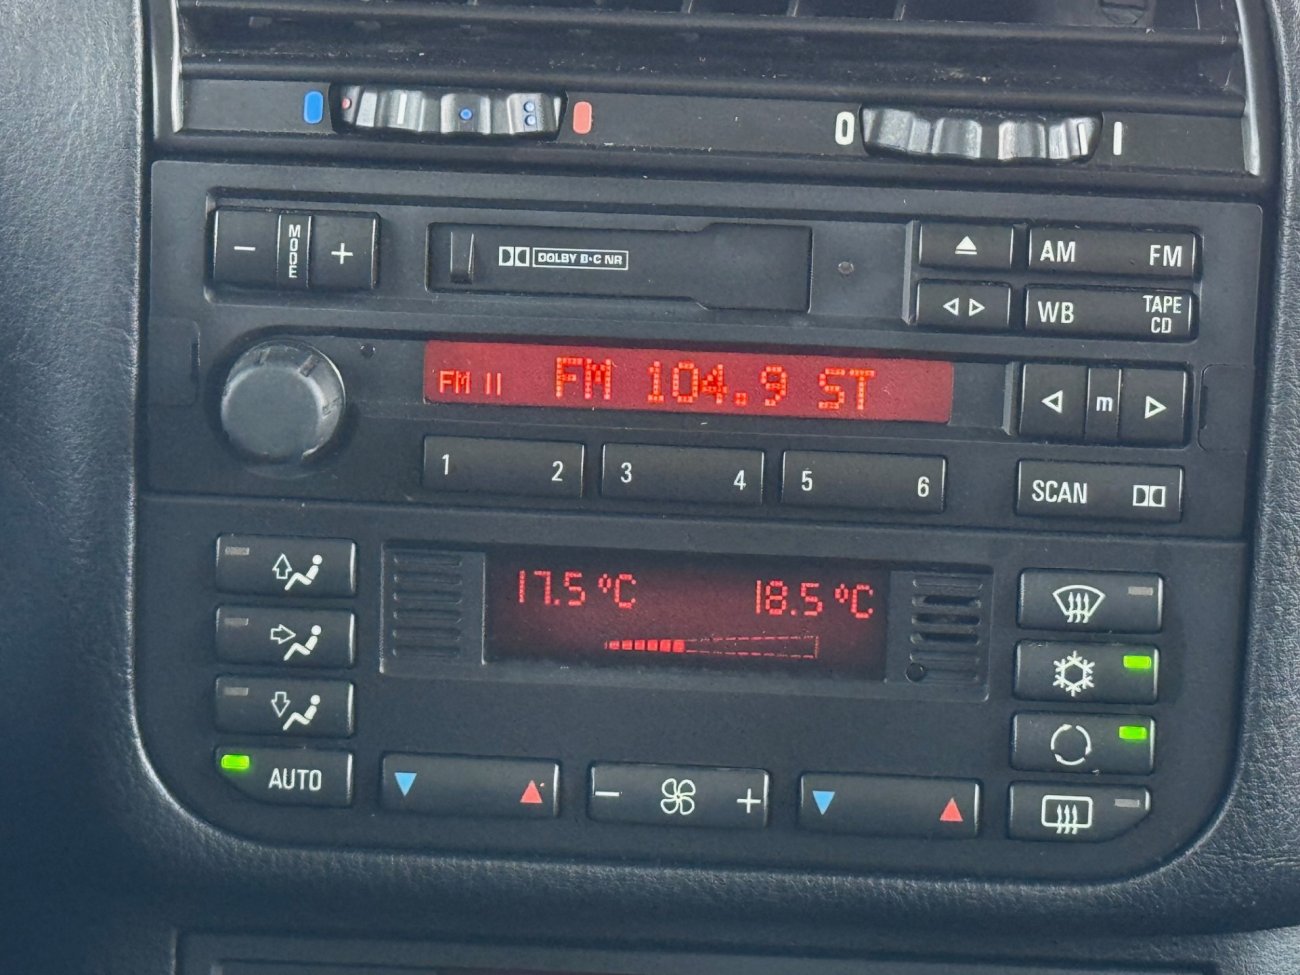 0
MODE
DOLBY B·C NR
AM FM
WB TAPE CD
FM II FM 104.9 ST
m
1 2 3 4 5 6
SCAN
17.5 °C 18.5 °C
AUTO